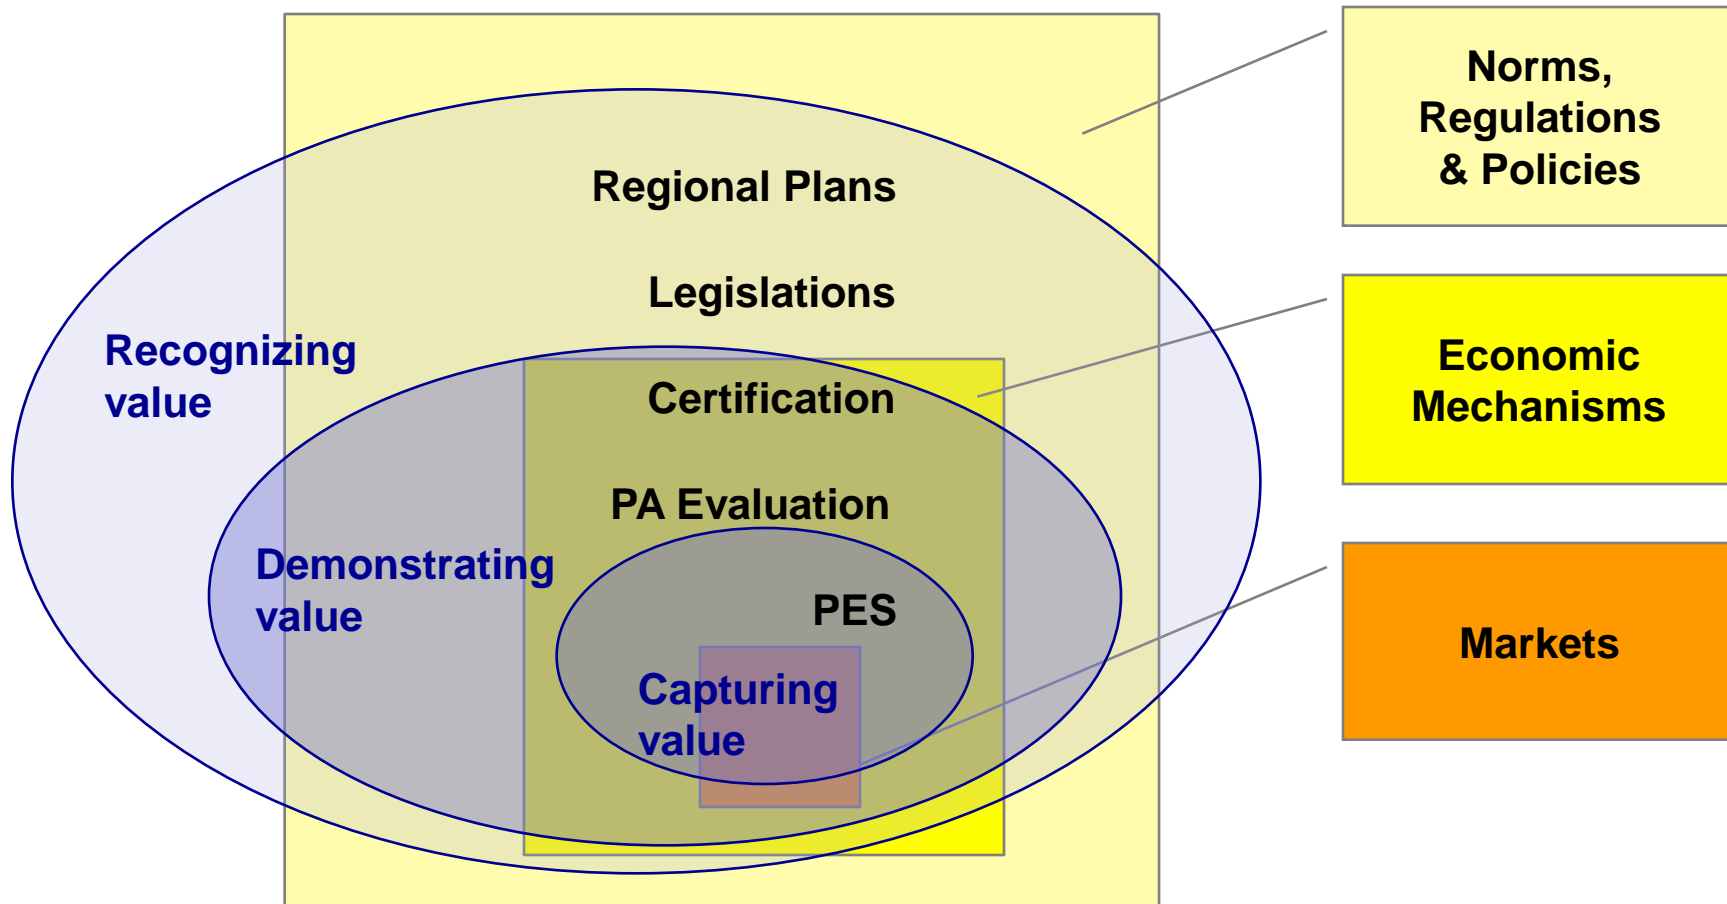 Regional Plans
Legislations
Recognizing
value
Certification
PA Evaluation
Demonstrating
value
PES
Capturing
value
Norms,
Regulations
& Policies
Economic
Mechanisms
Markets